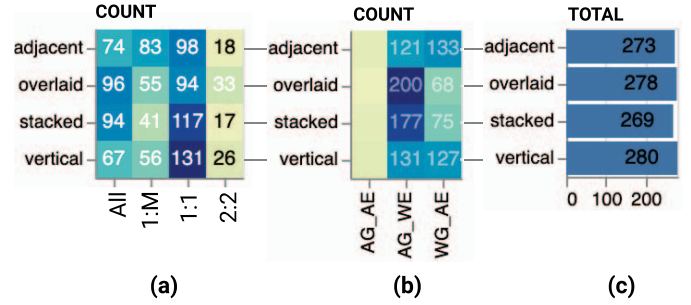 COUNT COUNT TOTAL
adjacent 74 83 98 18 adjacent 121 133 adjacent 273
overlaid 96 55 94 33 overlaid 200 68 overlaid 278
stacked 94 41 117 17 stacked 177 75 stacked 269
vertical 67 56 131 26 vertical 131 127 vertical 280
All 1:M 1:1 2:2 AG_AE AG_WE WG_AE 0 100 200
(a) (b) (c)